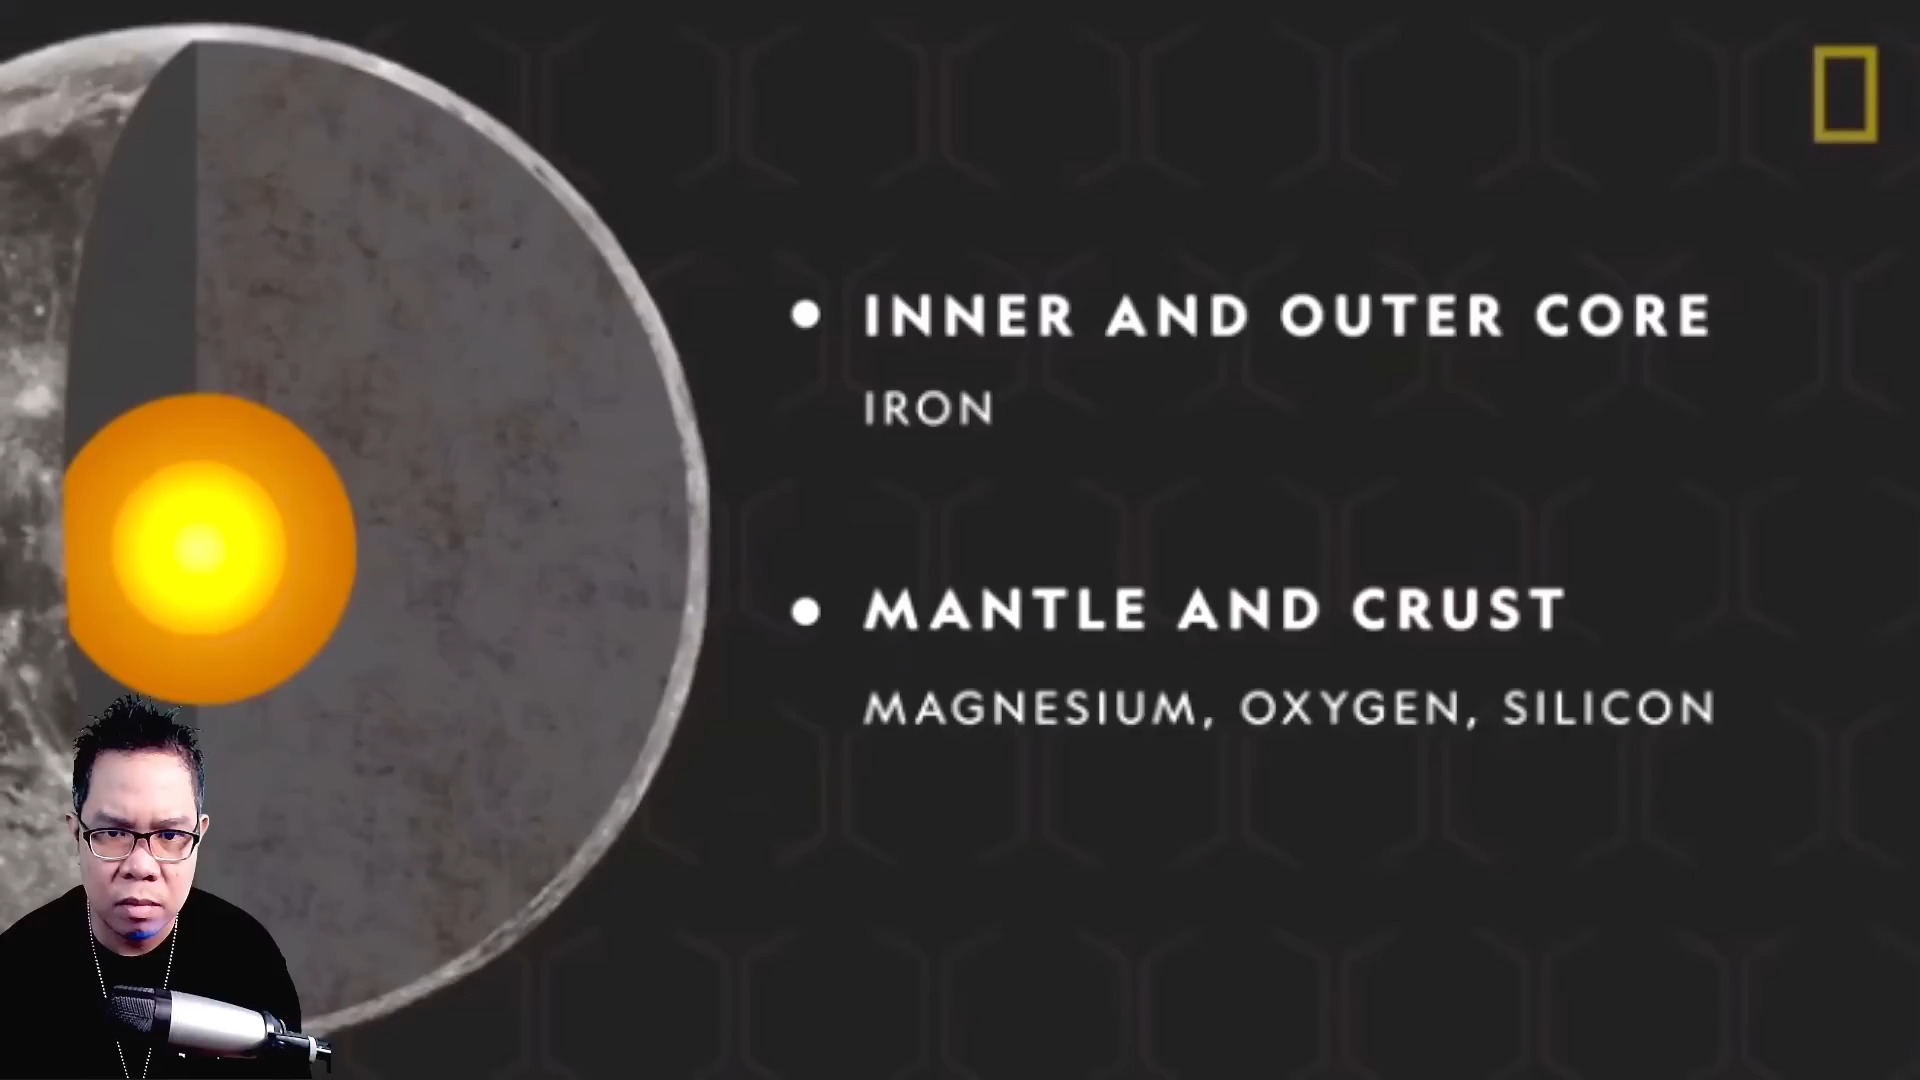 INNER AND OUTER CORE
IRON
MANTLE AND CRUST
MAGNESIUM, OXYGEN, SILICON